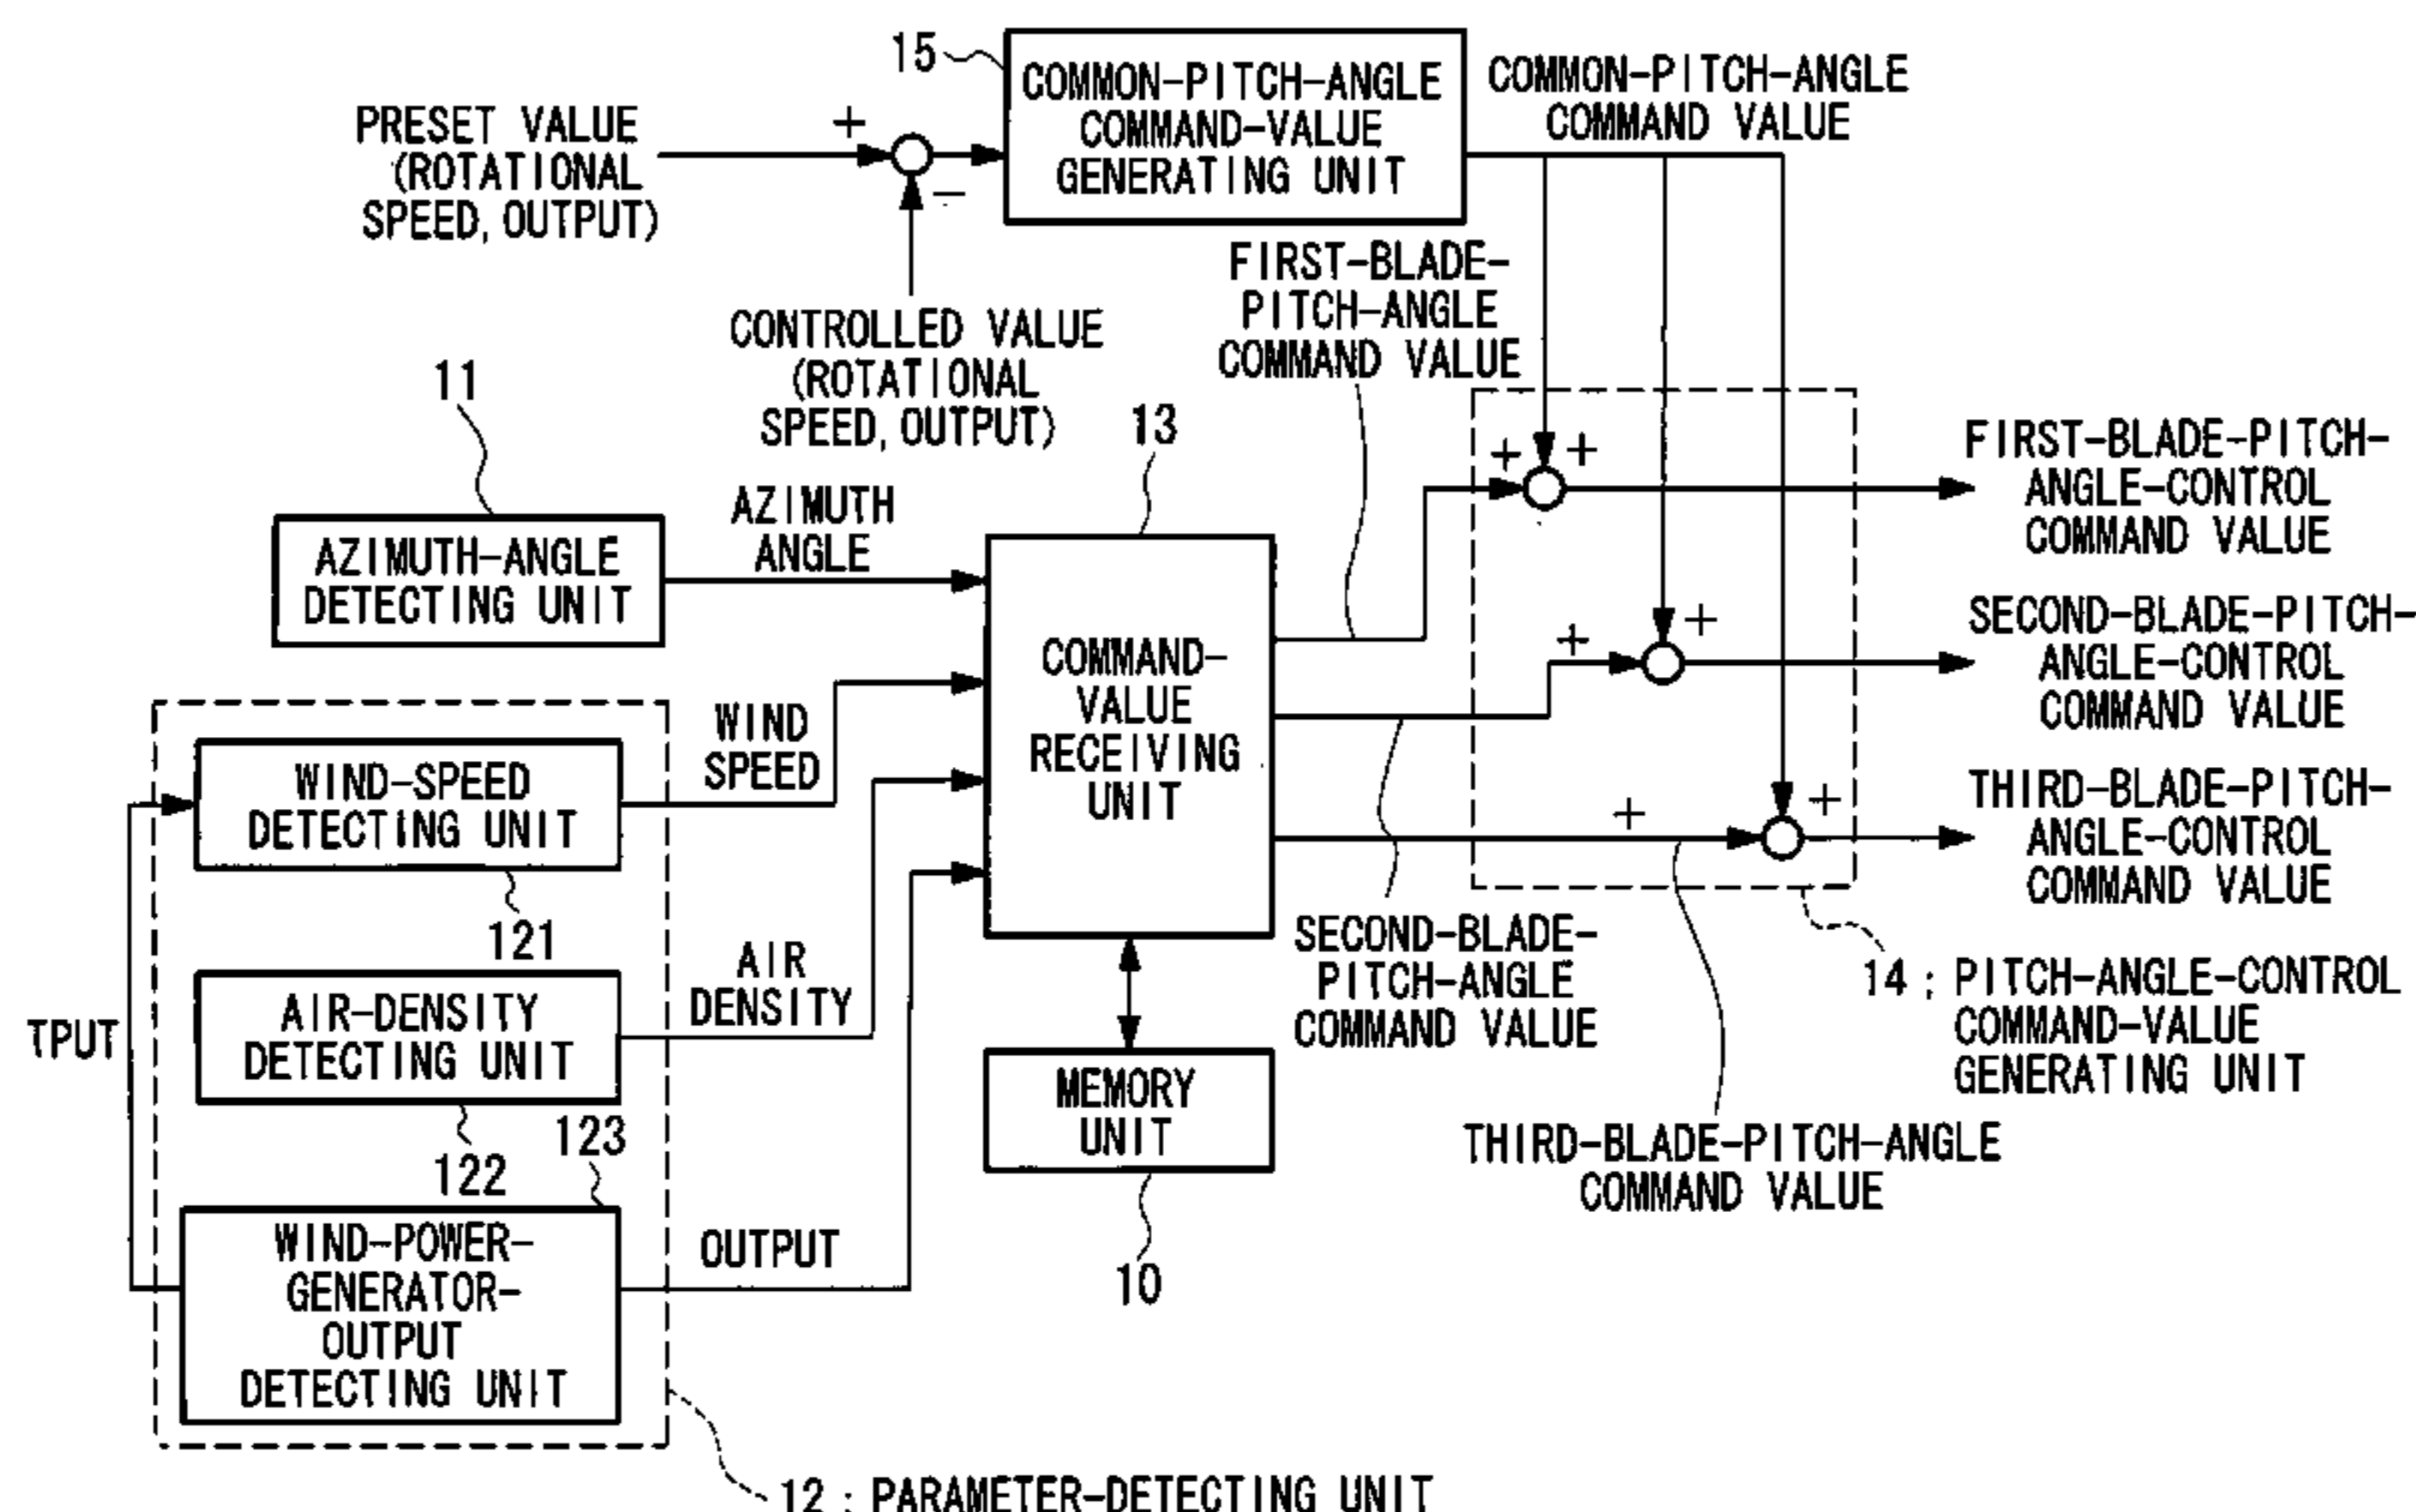 15
COMMON-PITCH-ANGLE
COMMAND-VALUE
GENERATING UNIT
COMMON-PITCH-ANGLE
COMMAND VALUE
PRESET VALUE
(ROTATIONAL
SPEED, OUTPUT)
+
−
CONTROLLED VALUE
(ROTATIONAL
SPEED, OUTPUT)
FIRST-BLADE-
PITCH-ANGLE
COMMAND VALUE
11
AZIMUTH-ANGLE
DETECTING UNIT
AZIMUTH
ANGLE
13
COMMAND-
VALUE
RECEIVING
UNIT
+
+
FIRST-BLADE-PITCH-
ANGLE-CONTROL
COMMAND VALUE
+
+
SECOND-BLADE-PITCH-
ANGLE-CONTROL
COMMAND VALUE
+
+
THIRD-BLADE-PITCH-
ANGLE-CONTROL
COMMAND VALUE
WIND-SPEED
DETECTING UNIT
121
WIND
SPEED
AIR-DENSITY
DETECTING UNIT
122
AIR
DENSITY
TPUT
123
WIND-POWER-
GENERATOR-
OUTPUT
DETECTING UNIT
OUTPUT
MEMORY
UNIT
10
SECOND-BLADE-
PITCH-ANGLE
COMMAND VALUE
THIRD-BLADE-PITCH-ANGLE
COMMAND VALUE
14 : PITCH-ANGLE-CONTROL
COMMAND-VALUE
GENERATING UNIT
12 : PARAMETER-DETECTING UNIT